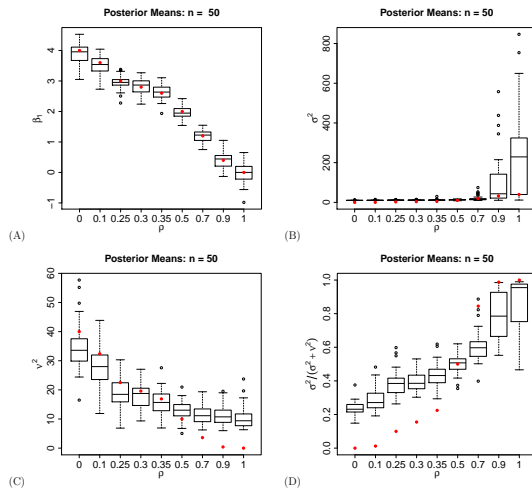 Posterior Means: n = 50
4
3
2
1
0
−1
β₁
0 0.1 0.25 0.3 0.35 0.5 0.7 0.9 1
ρ
(A)
Posterior Means: n = 50
800
600
400
200
0
σ²
0 0.1 0.25 0.3 0.35 0.5 0.7 0.9 1
ρ
(B)
Posterior Means: n = 50
60
50
40
30
20
10
0
ν²
0 0.1 0.25 0.3 0.35 0.5 0.7 0.9 1
ρ
(C)
Posterior Means: n = 50
1.0
0.8
0.6
0.4
0.2
0.0
σ²/(σ² + ν²)
0 0.1 0.25 0.3 0.35 0.5 0.7 0.9 1
ρ
(D)